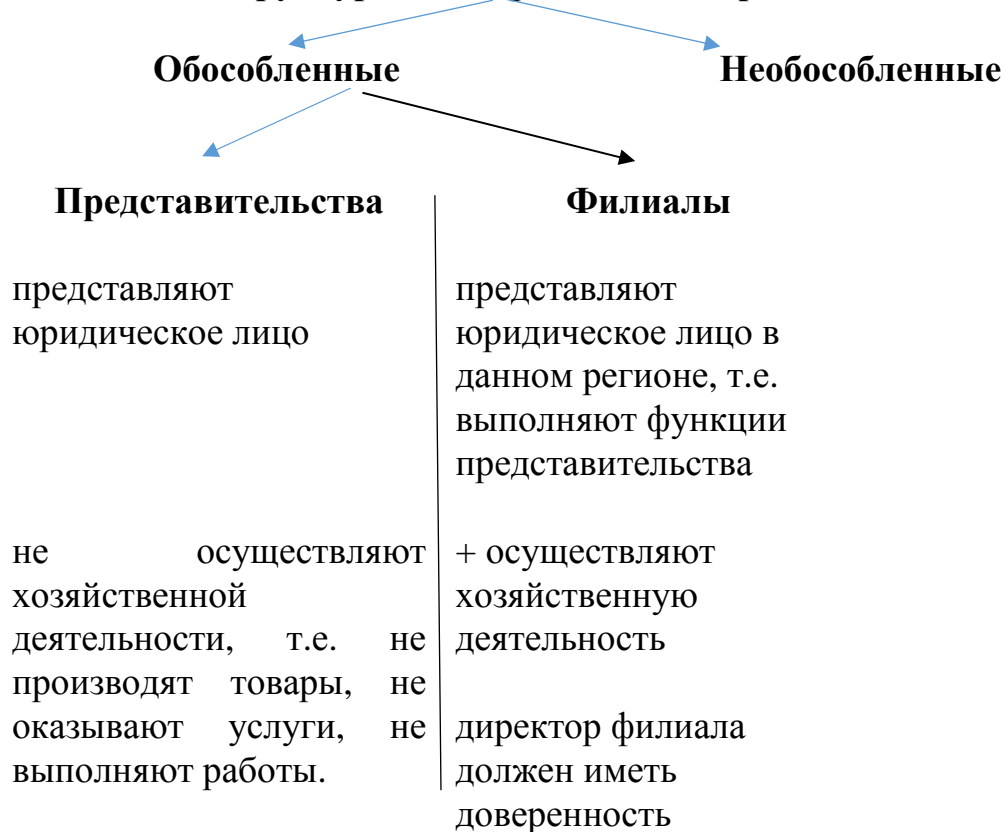 Обособленные
Необособленные
Представительства
Филиалы
представляют
юридическое лицо
представляют
юридическое лицо в
данном регионе, т.е.
выполняют функции
представительства
не осуществляют
хозяйственной
деятельности, т.е. не
производят товары, не
оказывают услуги, не
выполняют работы.
+ осуществляют
хозяйственную
деятельность
директор филиала
должен иметь
доверенность